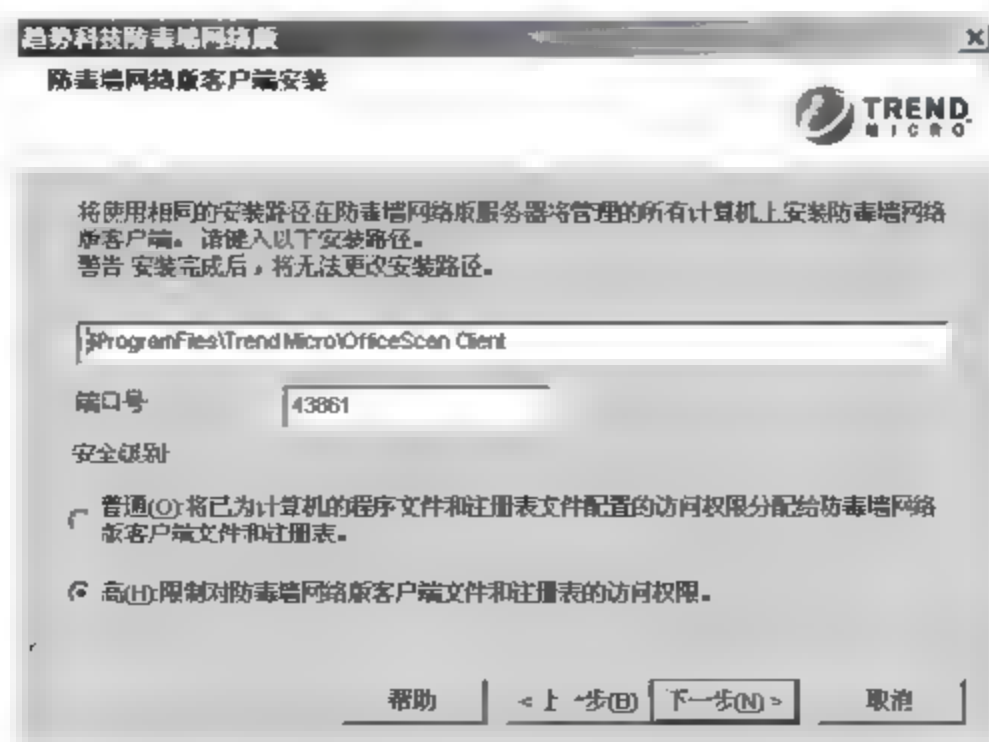 趋势科技防毒墙网络版
防毒墙网络版客户端安装
TREND
MICRO
将使用相同的安装路径在防毒墙网络版服务器将管理的所有计算机上安装防毒墙网络
版客户端。请键入以下安装路径。
警告 安装完成后，将无法更改安装路径。
$ProgramFiles\Trend Micro\OfficeScan Client
端口号
43861
安全级别
普通(O):将已为计算机的程序文件和注册表文件配置的访问权限分配给防毒墙网络
版客户端文件和注册表。
高(H):限制对防毒墙网络版客户端文件和注册表的访问权限。
帮助 < 上一步(B) 下一步(N) > 取消